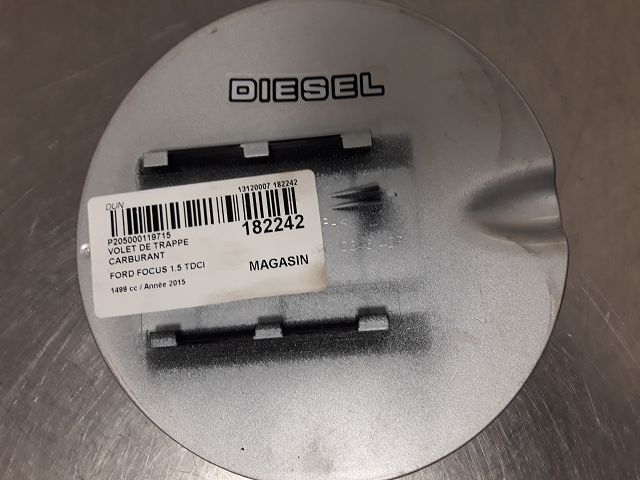 DIESEL
DUN
13120007 182242
182242
P205000119715
VOLET DE TRAPPE
CARBURANT
FORD FOCUS 1.5 TDCI
MAGASIN
1499 cc / Année 2015